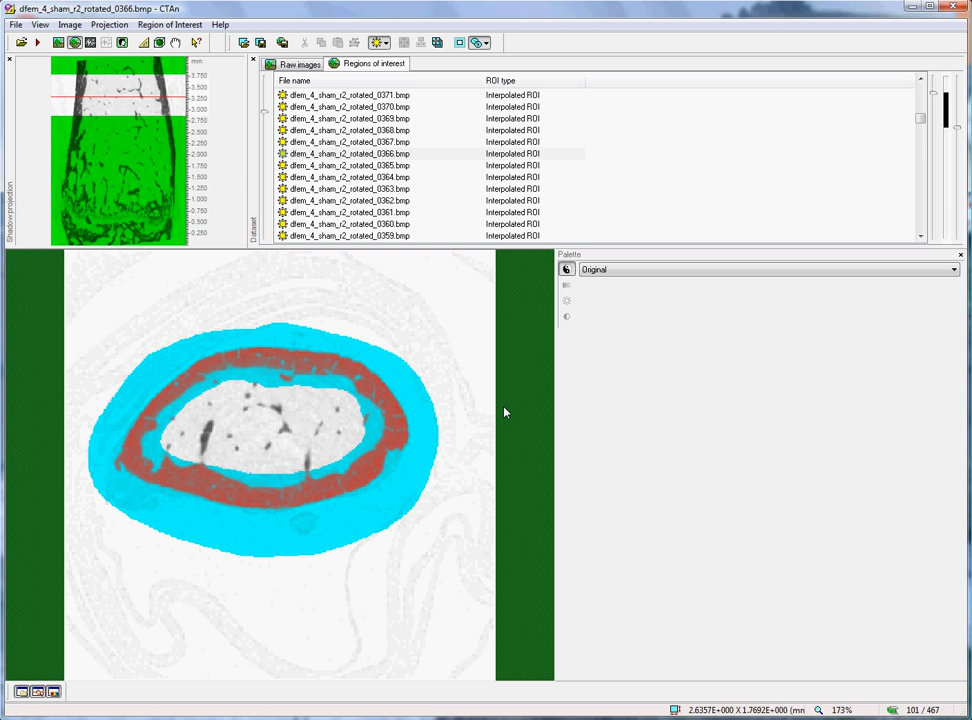 dfem_4_sham_r2_rotated_0366.bmp - CTAn
File View Image Projection Region of Interest Help
Raw images Regions of interest
File name ROI type
dfem_4_sham_r2_rotated_0371.bmp Interpolated ROI
dfem_4_sham_r2_rotated_0370.bmp Interpolated ROI
dfem_4_sham_r2_rotated_0369.bmp Interpolated ROI
dfem_4_sham_r2_rotated_0368.bmp Interpolated ROI
dfem_4_sham_r2_rotated_0367.bmp Interpolated ROI
dfem_4_sham_r2_rotated_0366.bmp Interpolated ROI
dfem_4_sham_r2_rotated_0365.bmp Interpolated ROI
dfem_4_sham_r2_rotated_0364.bmp Interpolated ROI
dfem_4_sham_r2_rotated_0363.bmp Interpolated ROI
dfem_4_sham_r2_rotated_0362.bmp Interpolated ROI
dfem_4_sham_r2_rotated_0361.bmp Interpolated ROI
dfem_4_sham_r2_rotated_0360.bmp Interpolated ROI
dfem_4_sham_r2_rotated_0359.bmp Interpolated ROI
mm
3.750
3.500
3.250
3.000
2.750
2.500
2.250
2.000
1.750
1.500
1.250
1.000
0.750
0.500
0.250
Shadow projection
Dataset
Palette
Original
2.6357E+000 X 1.7692E+000 (mn
173%
101 / 467